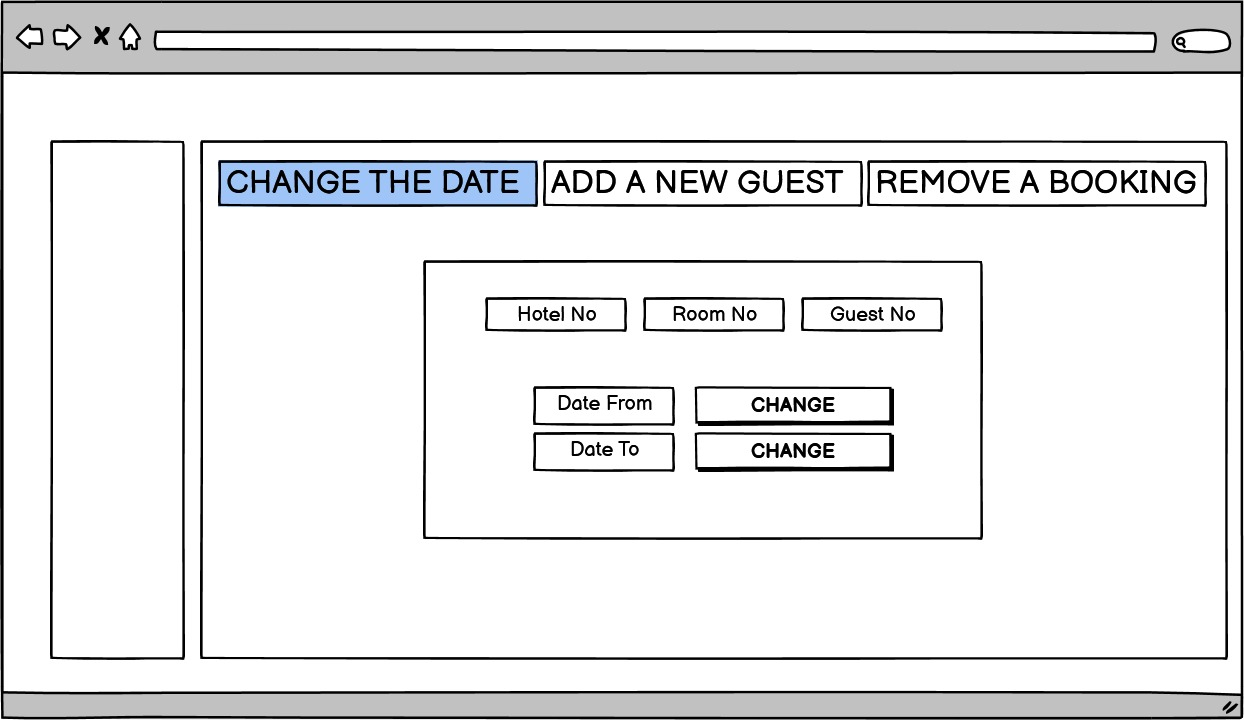 CHANGE THE DATE ADD A NEW GUEST REMOVE A BOOKING
Hotel No Room No Guest No
Date From CHANGE
Date To CHANGE